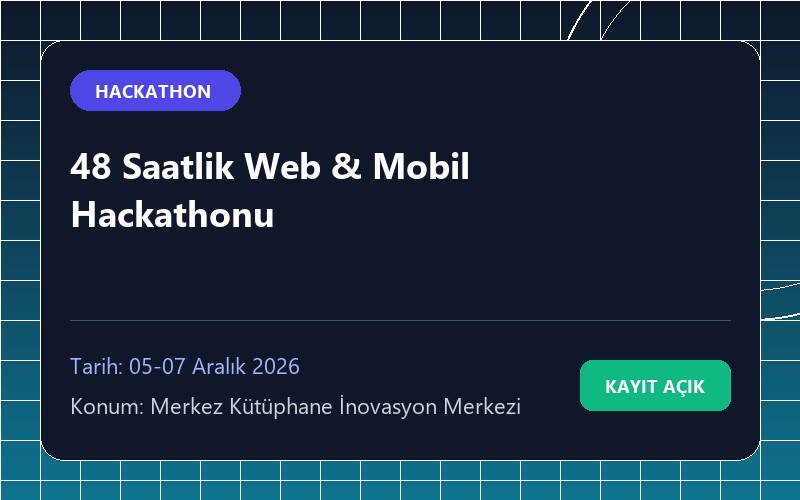 HACKATHON
48 Saatlik Web & Mobil
Hackathonu
Tarih: 05-07 Aralık 2026
Konum: Merkez Kütüphane İnovasyon Merkezi
KAYIT AÇIK